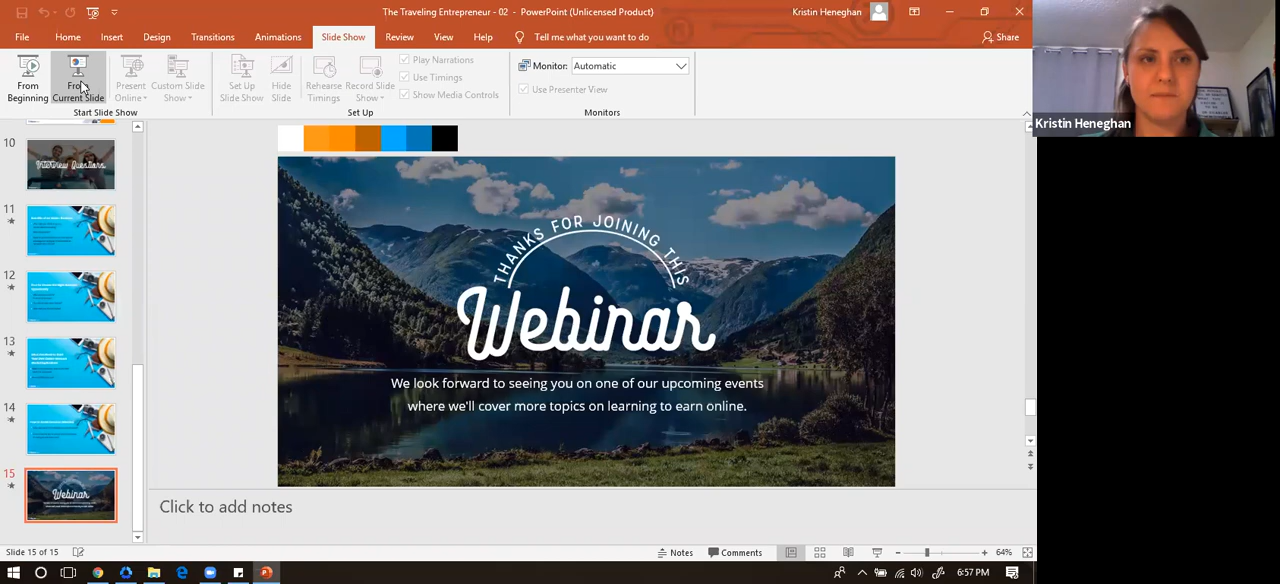 The Traveling Entrepreneur - 02 - PowerPoint (Unlicensed Product)
Kristin Heneghan
File Home Insert Design Transitions Animations Slide Show Review View Help Tell me what you want to do Share
From Beginning
From Current Slide
Present Online
Custom Slide Show
Start Slide Show
Set Up Slide Show
Hide Slide
Rehearse Timings
Record Slide Show
Play Narrations
Use Timings
Show Media Controls
Set Up
Monitor: Automatic
Use Presenter View
Monitors
Kristin Heneghan
10
11
12
13
14
15
Webinar
THANKS FOR JOINING THIS
Webinar
We look forward to seeing you on one of our upcoming events
where we'll cover more topics on learning to earn online.
Click to add notes
Slide 15 of 15
Notes
Comments
64%
6:57 PM